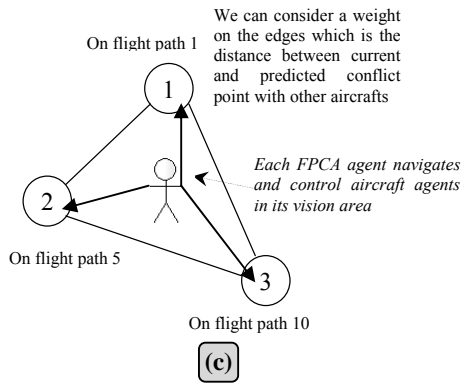 We can consider a weight
on the edges which is the
distance between current
and predicted conflict
point with other aircrafts
On flight path 1
1
Each FPCA agent navigates
and control aircraft agents
in its vision area
2
On flight path 5
3
On flight path 10
(c)